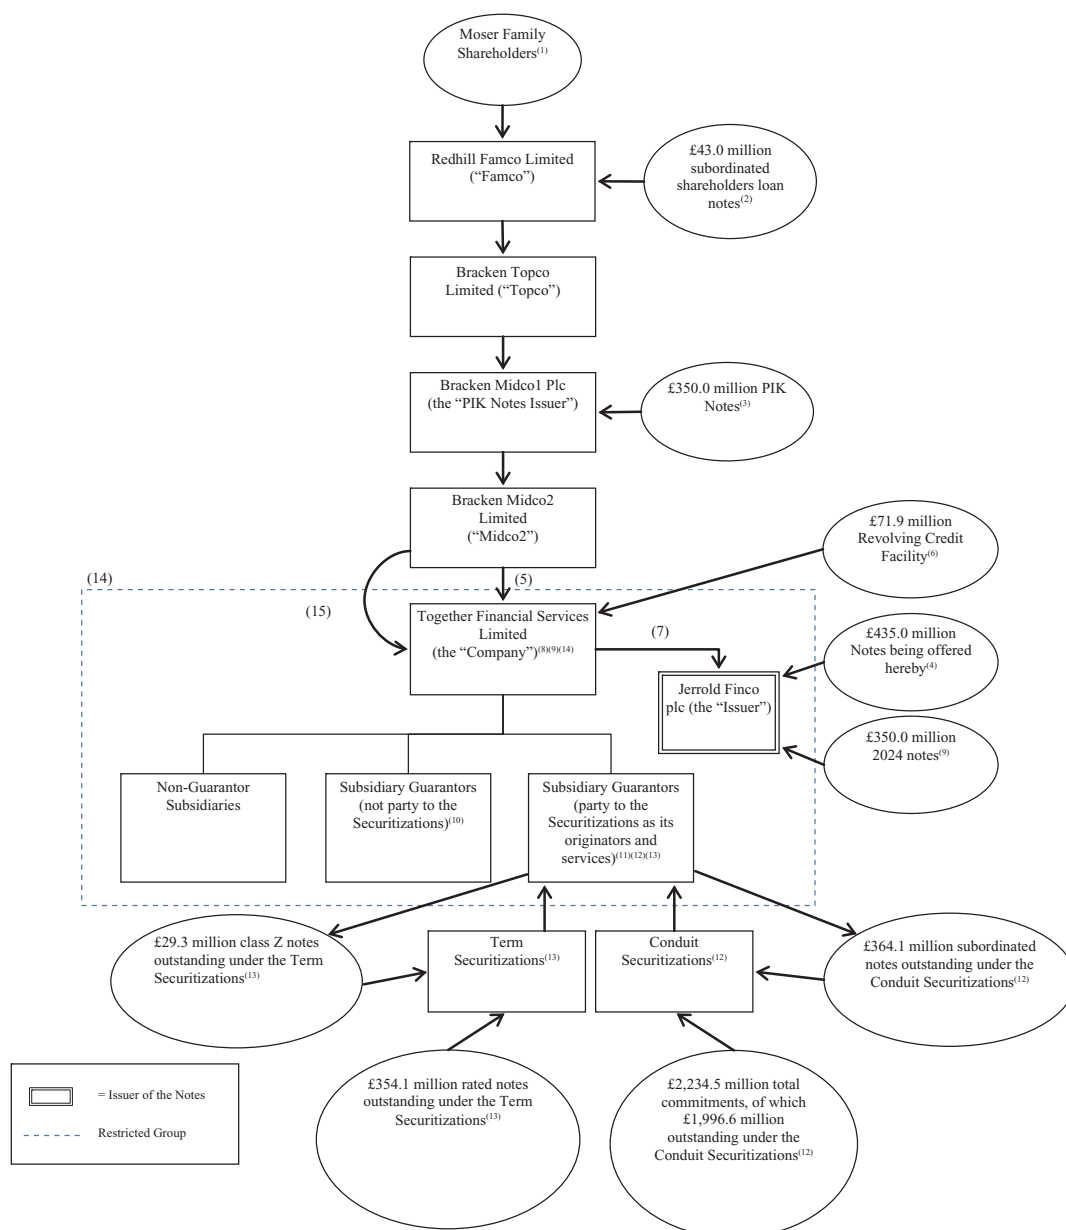 Moser Family
Shareholders(1)
Redhill Famco Limited
(“Famco”)
£43.0 million
subordinated
shareholders loan
notes(2)
Bracken Topco
Limited (“Topco”)
Bracken Midco1 Plc
(the “PIK Notes Issuer”)
£350.0 million PIK
Notes(3)
Bracken Midco2
Limited
(“Midco2”)
£71.9 million
Revolving Credit
Facility(6)
(14)
(5)
(15)
Together Financial Services
Limited
(the “Company”)(8)(9)(14)
(7)
£435.0 million
Notes being offered
hereby(4)
Jerrold Finco
plc (the “Issuer”)
£350.0 million
2024 notes(9)
Non-Guarantor
Subsidiaries
Subsidiary Guarantors
(not party to the
Securitizations)(10)
Subsidiary Guarantors
(party to the
Securitizations as its
originators and
services)(11)(12)(13)
£29.3 million class Z notes
outstanding under the Term
Securitizations(13)
Term
Securitizations(13)
Conduit
Securitizations(12)
£364.1 million subordinated
notes outstanding under the
Conduit Securitizations(12)
£354.1 million rated notes
outstanding under the Term
Securitizations(13)
£2,234.5 million total
commitments, of which
£1,996.6 million
outstanding under the
Conduit Securitizations(12)
= Issuer of the Notes
Restricted Group